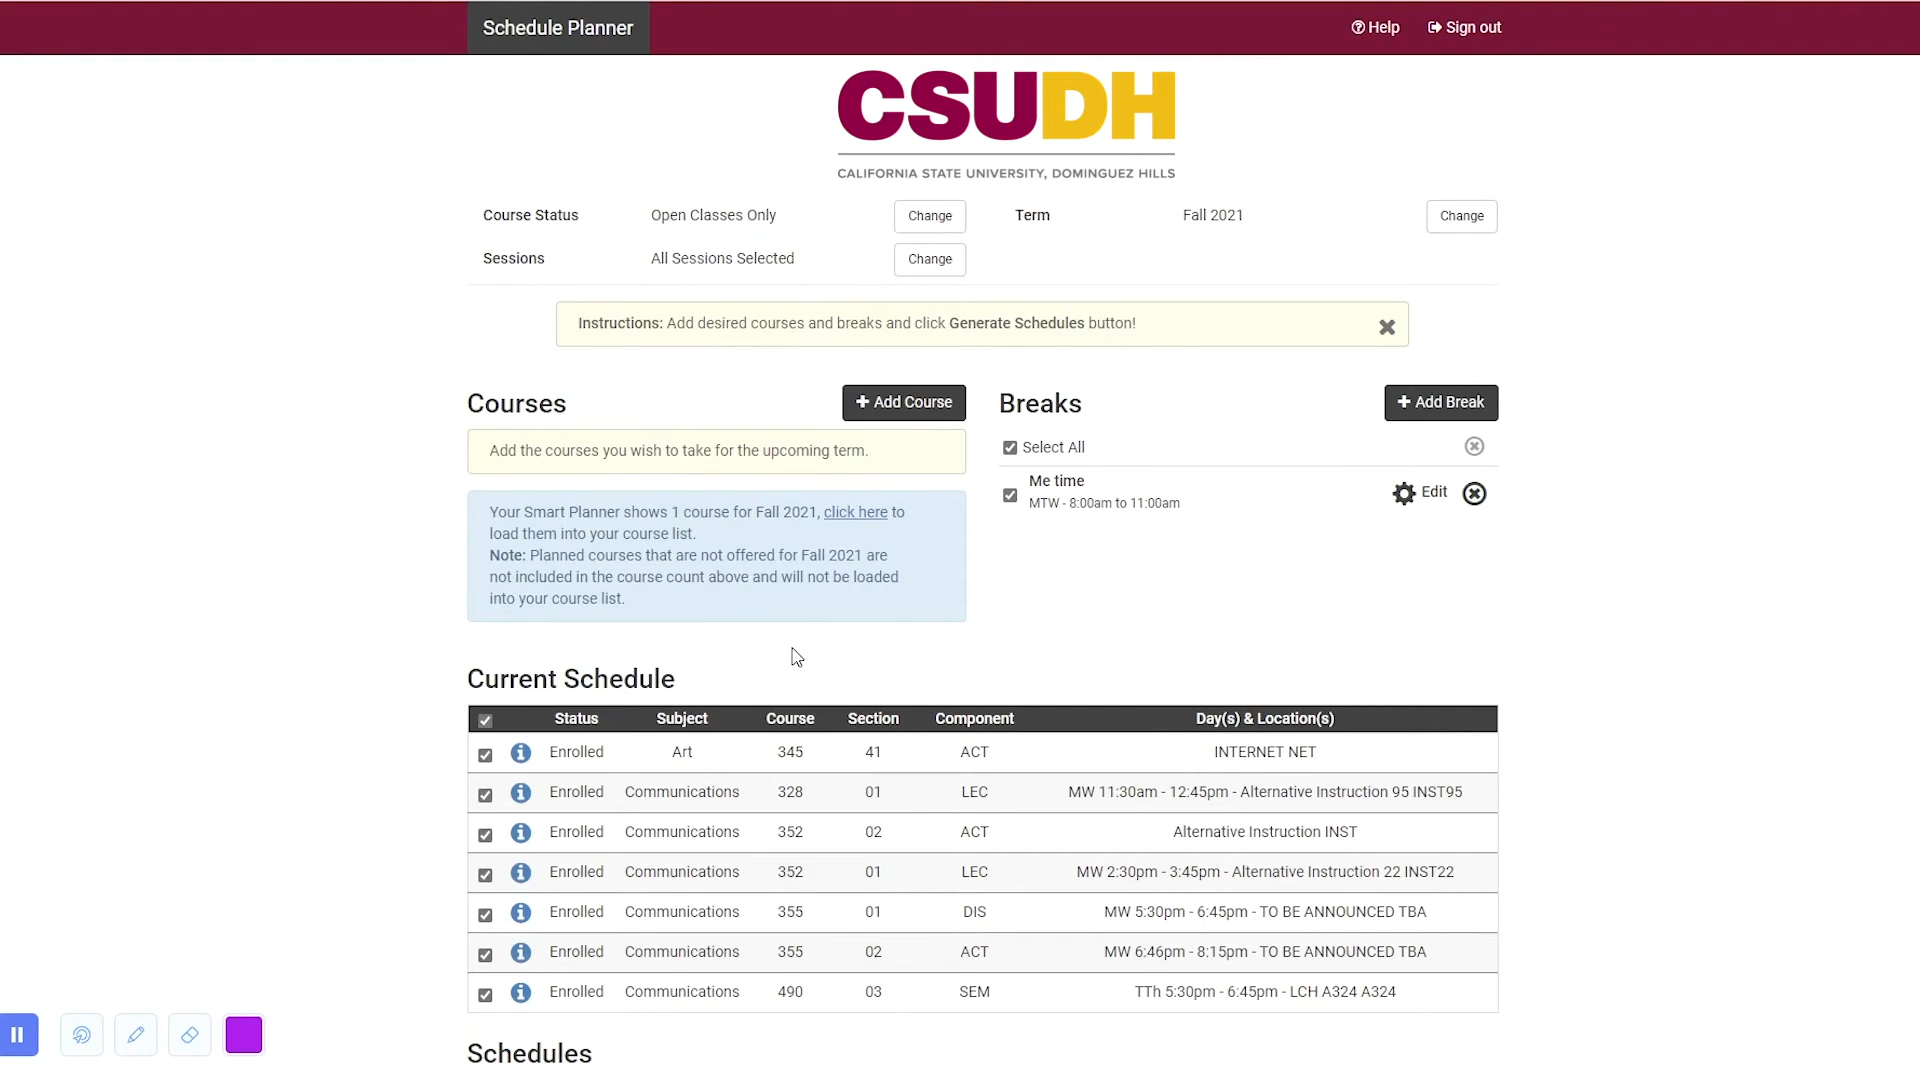 Schedule Planner
Help
Sign out
CSUDH
CALIFORNIA STATE UNIVERSITY, DOMINGUEZ HILLS
Course Status Open Classes Only Change Term Fall 2021 Change
Sessions All Sessions Selected Change
Instructions: Add desired courses and breaks and click Generate Schedules button!
Courses
+ Add Course
Add the courses you wish to take for the upcoming term.
Your Smart Planner shows 1 course for Fall 2021, click here to
load them into your course list.
Note: Planned courses that are not offered for Fall 2021 are
not included in the course count above and will not be loaded
into your course list.
Breaks
+ Add Break
Select All
Me time
MTW - 8:00am to 11:00am
Edit
Current Schedule
Status Subject Course Section Component Day(s) & Location(s)
Enrolled Art 345 41 ACT INTERNET NET
Enrolled Communications 328 01 LEC MW 11:30am - 12:45pm - Alternative Instruction 95 INST95
Enrolled Communications 352 02 ACT Alternative Instruction INST
Enrolled Communications 352 01 LEC MW 2:30pm - 3:45pm - Alternative Instruction 22 INST22
Enrolled Communications 355 01 DIS MW 5:30pm - 6:45pm - TO BE ANNOUNCED TBA
Enrolled Communications 355 02 ACT MW 6:46pm - 8:15pm - TO BE ANNOUNCED TBA
Enrolled Communications 490 03 SEM TTh 5:30pm - 6:45pm - LCH A324 A324
Schedules